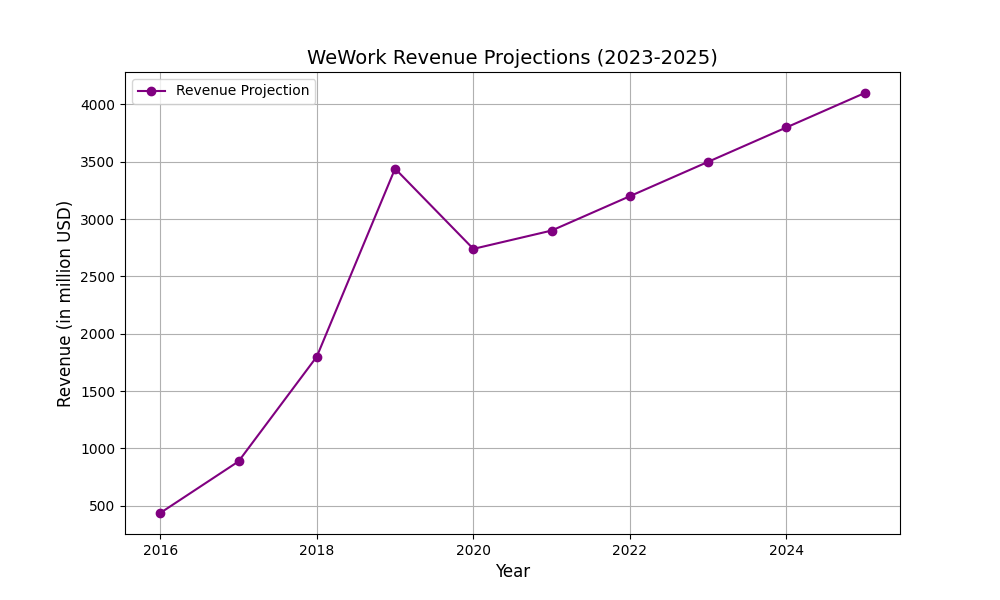 WeWork Revenue Projections (2023-2025)
Revenue Projection
Revenue (in million USD)
4000
3500
3000
2500
2000
1500
1000
500
2016 2018 2020 2022 2024
Year